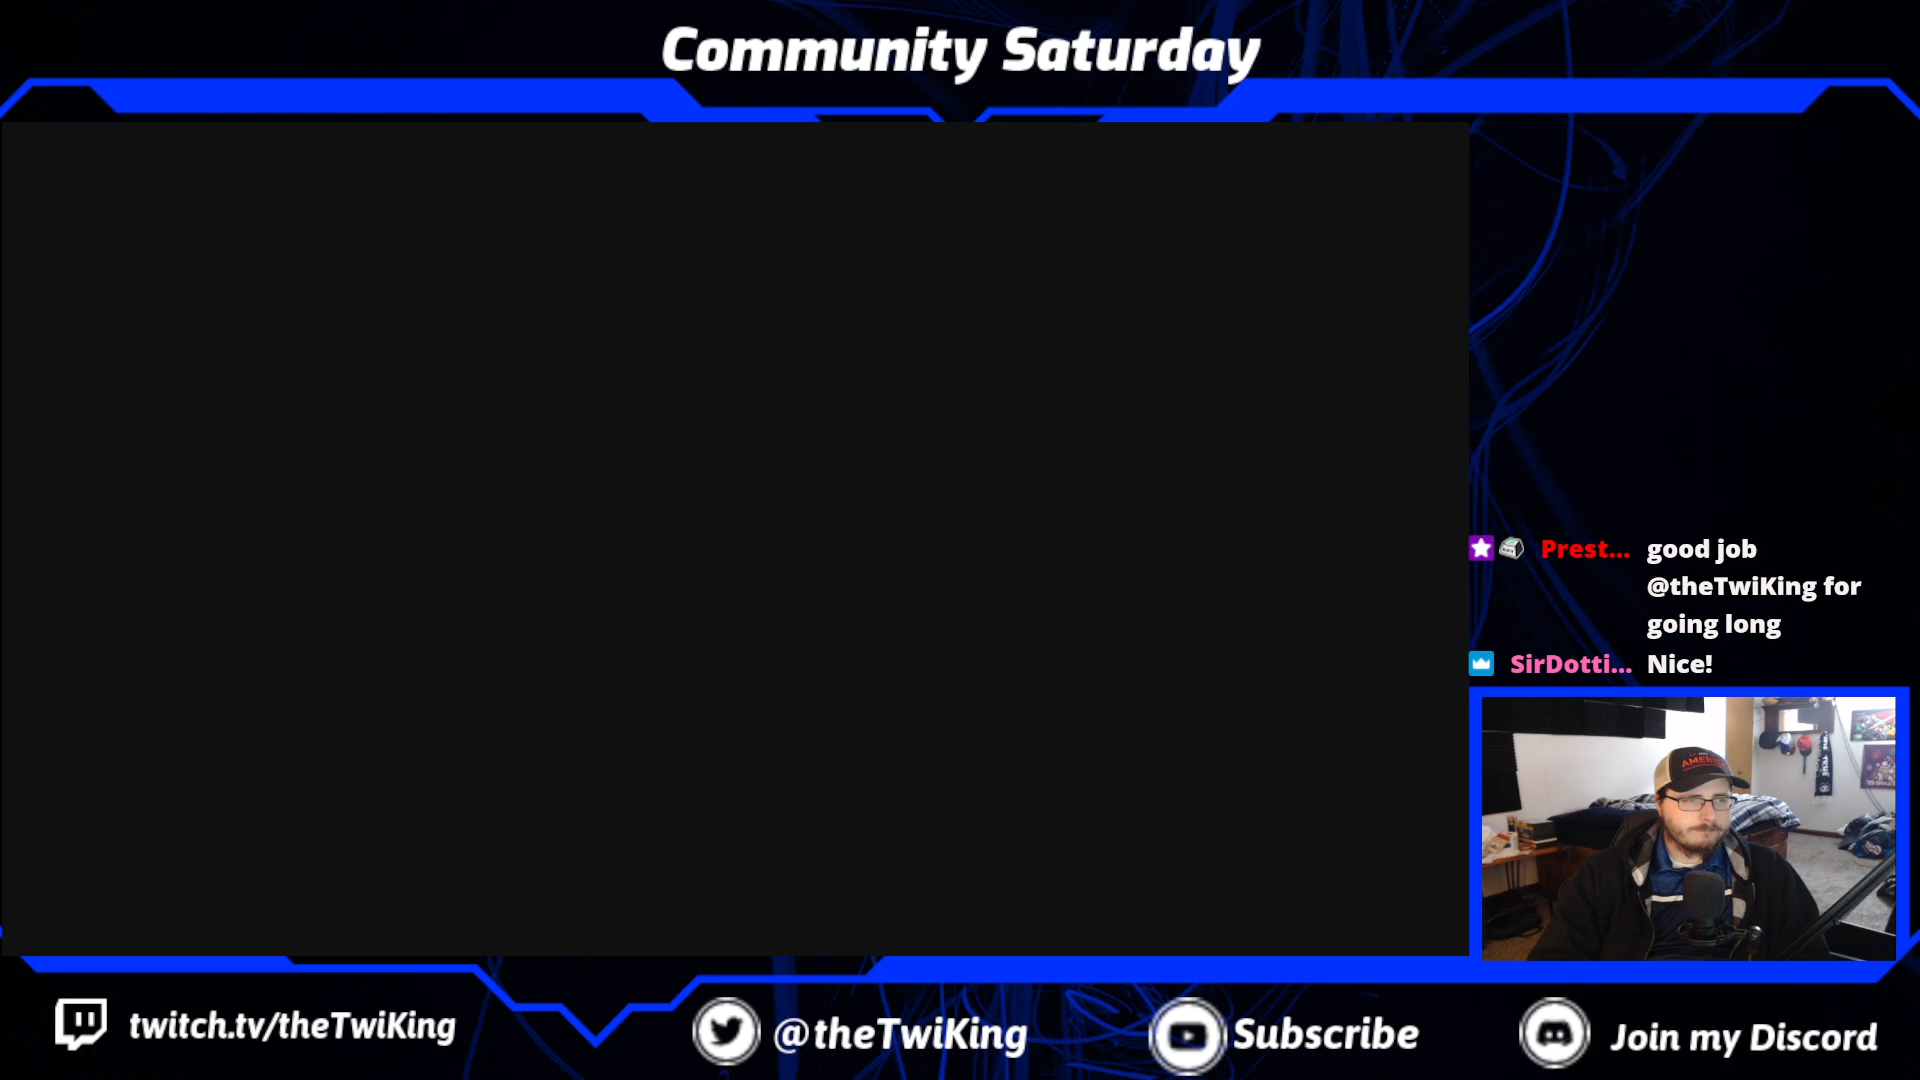 Community Saturday
Prest... good job
@theTwiKing for
going long
SirDotti... Nice!
twitch.tv/theTwiKing
@theTwiKing
Subscribe
Join my Discord